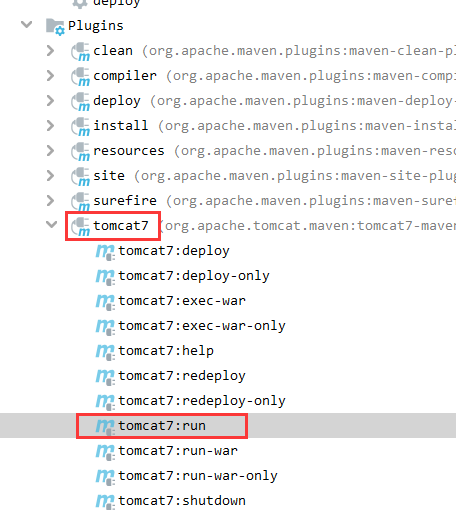 deploy
Plugins
clean (org.apache.maven.plugins:maven-clean-pl
compiler (org.apache.maven.plugins:maven-compi
deploy (org.apache.maven.plugins:maven-deploy-
install (org.apache.maven.plugins:maven-instal
resources (org.apache.maven.plugins:maven-reso
site (org.apache.maven.plugins:maven-site-plug
surefire (org.apache.maven.plugins:maven-suref
tomcat7 (org.apache.tomcat.maven:tomcat7-maven
tomcat7:deploy
tomcat7:deploy-only
tomcat7:exec-war
tomcat7:exec-war-only
tomcat7:help
tomcat7:redeploy
tomcat7:redeploy-only
tomcat7:run
tomcat7:run-war
tomcat7:run-war-only
tomcat7:shutdown